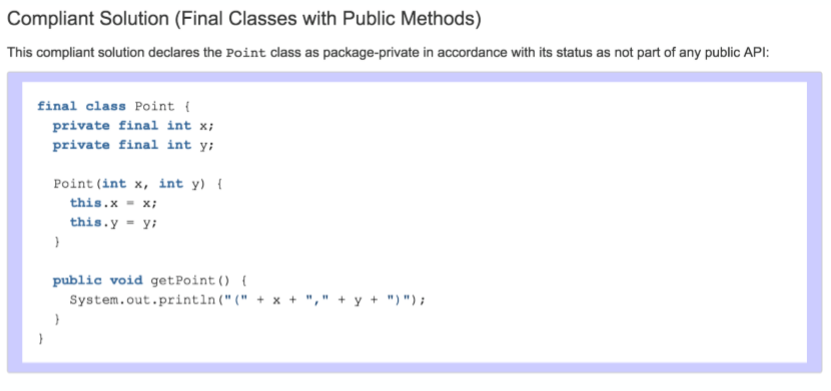 Compliant Solution (Final Classes with Public Methods)
This compliant solution declares the Point class as package-private in accordance with its status as not part of any public API:
final class Point {
  private final int x;
  private final int y;

  Point(int x, int y) {
    this.x = x;
    this.y = y;
  }

  public void getPoint() {
    System.out.println("(" + x + "," + y + ")");
  }
}